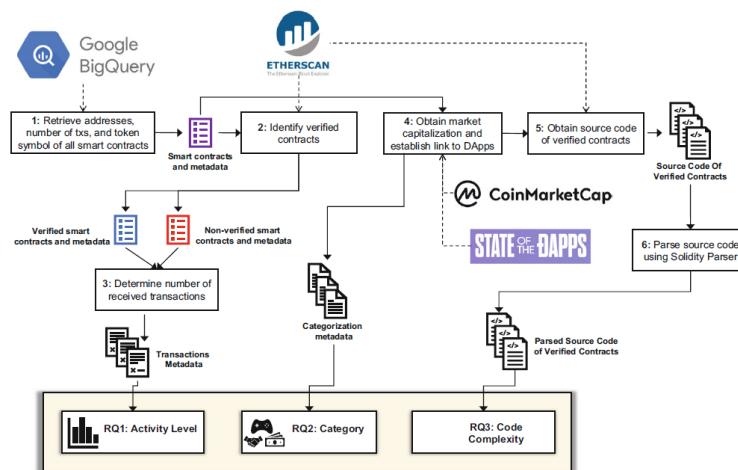 Google
BigQuery
ETHERSCAN
The Ethereum Block Explorer
1: Retrieve addresses,
number of txs, and token
symbol of all smart contracts
Smart contracts
and metadata
2: Identify verified
contracts
4: Obtain market
capitalization and
establish link to DApps
5: Obtain source code
of verified contracts
</>
</>
</>
Source Code Of
Verified Contracts
CoinMarketCap
STATE OF THE ĐAPPS
Verified smart
contracts and metadata
Non-verified smart
contracts and metadata
3: Determine number of
received transactions
6: Parse source code
using Solidity Parser
Transactions
Metadata
Categorization
metadata
</>
</>
</>
Parsed Source Code
of Verified Contracts
RQ1: Activity Level
RQ2: Category
RQ3: Code
Complexity